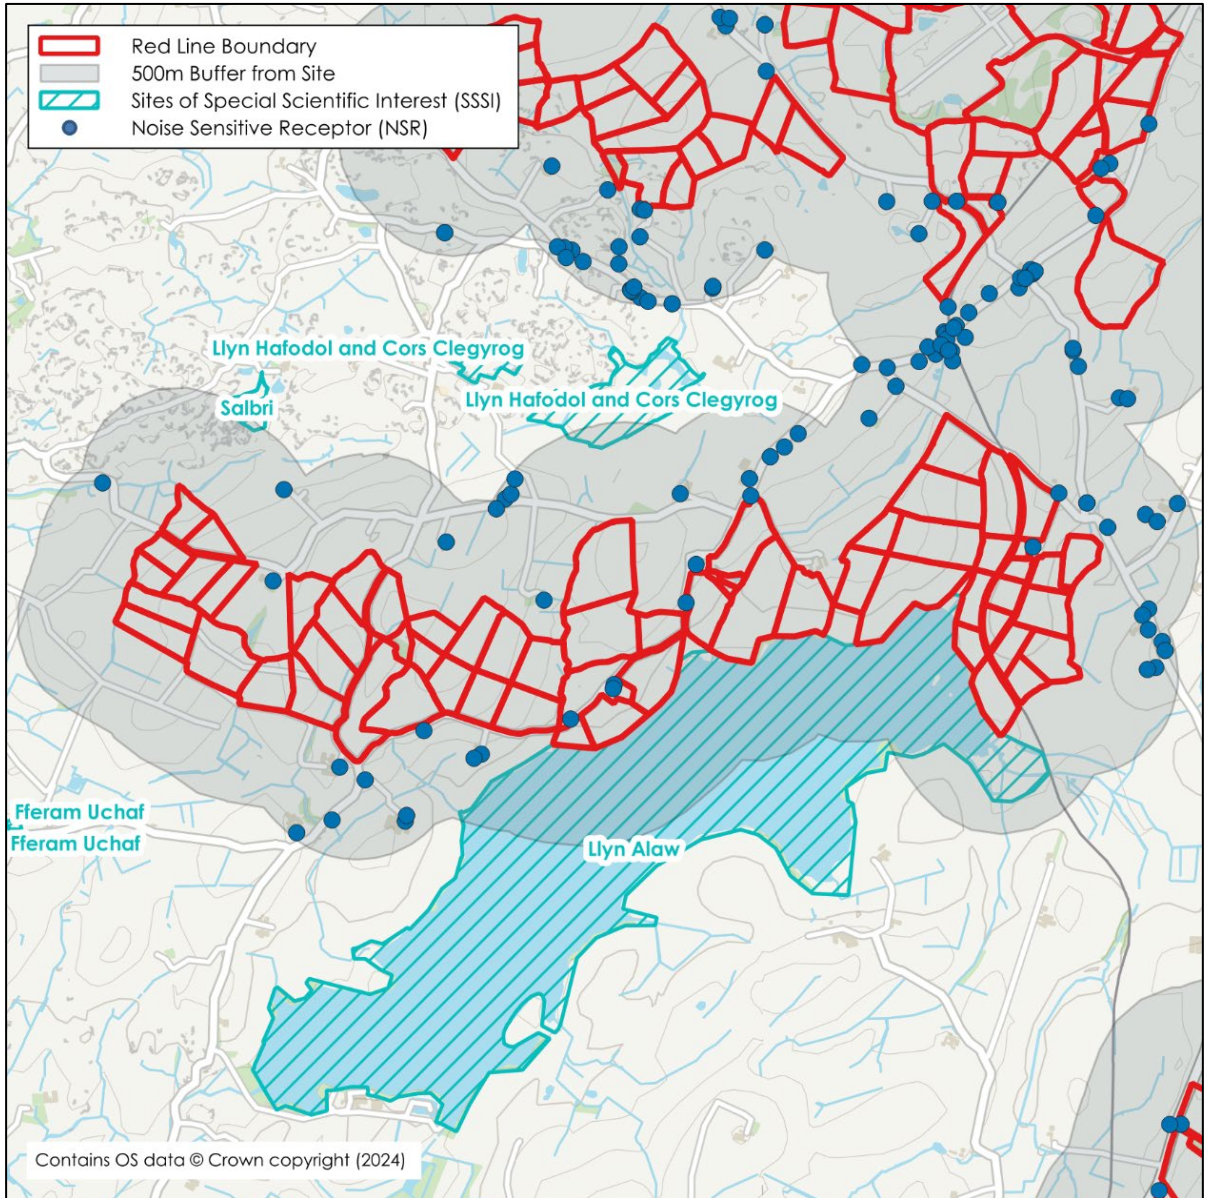 Red Line Boundary
500m Buffer from Site
Sites of Special Scientific Interest (SSSI)
Noise Sensitive Receptor (NSR)
Llyn Hafodol and Cors Clegyrog
Llyn Hafodol and Cors Clegyrog
Salbri
Fferam Uchaf
Fferam Uchaf
Llyn Alaw
Contains OS data © Crown copyright (2024)